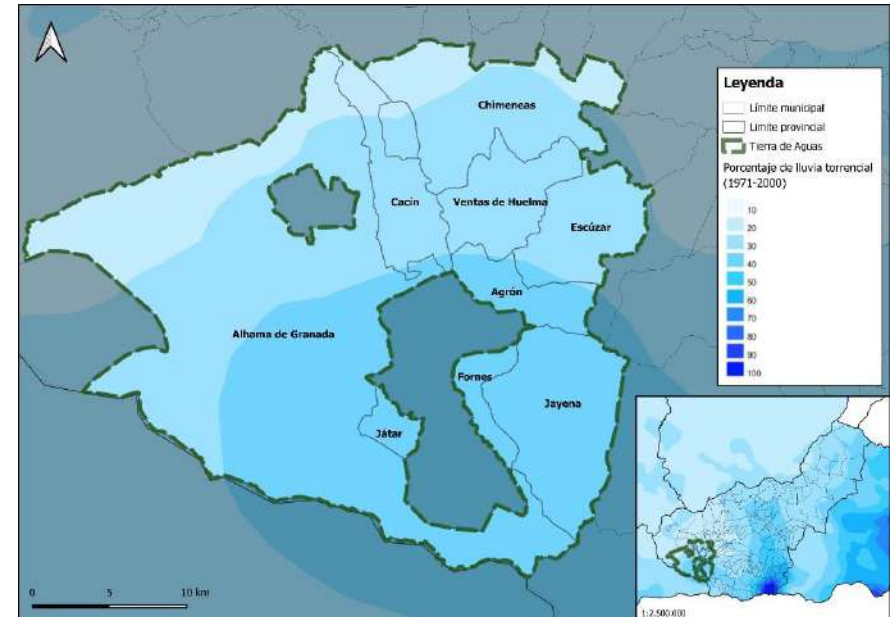 Chimeneas
Cacín
Ventas de Huelma
Escúzar
Agrón
Alhama de Granada
Fornes
Jayena
Játar
0 5 10 km
Leyenda
Límite municipal
Límite provincial
Tierra de Aguas
Porcentaje de lluvia torrencial
(1971-2000)
10
20
30
40
50
60
70
80
90
100
1:2.500.000